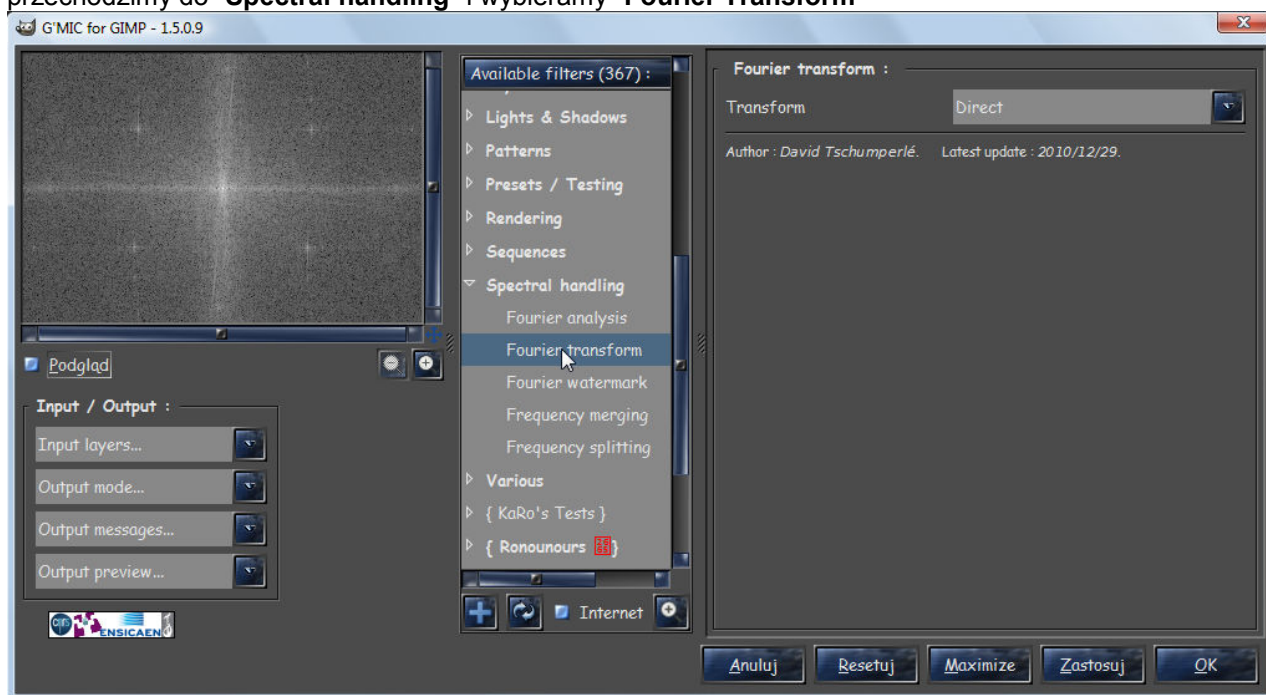 przechodzimy do "Spectral handling" i wybieramy "Fourier Transform"
G'MIC for GIMP - 1.5.0.9
Podgląd
Input / Output :
Input layers...
Output mode...
Output messages...
Output preview...
ENSICAEN
Available filters (367) :
Lights & Shadows
Patterns
Presets / Testing
Rendering
Sequences
Spectral handling
Fourier analysis
Fourier transform
Fourier watermark
Frequency merging
Frequency splitting
Various
{ KaRo's Tests }
{ Ronounours }
Internet
Fourier transform :
Transform Direct
Author : David Tschumperlé. Latest update : 2010/12/29.
Anuluj Resetuj Maximize Zastosuj OK